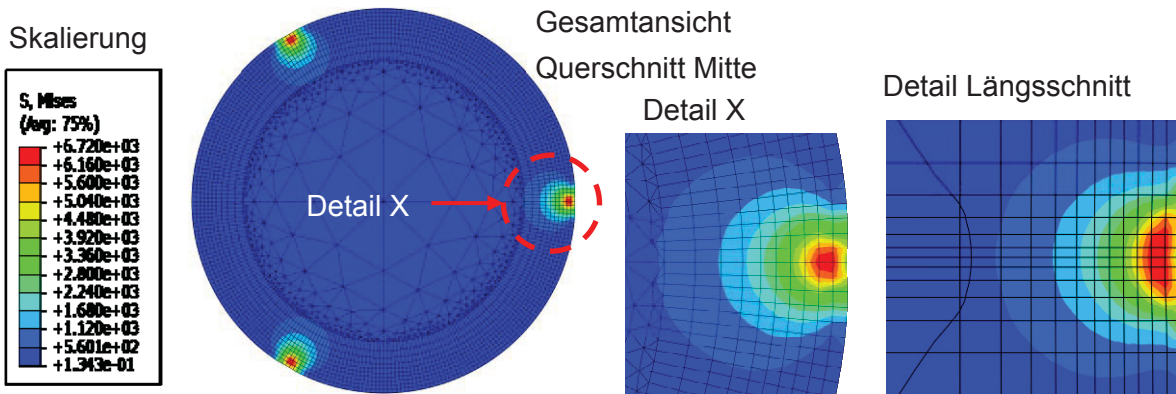 Skalierung
S, Mises
(Avg: 75%)
+6.720e+03
+6.160e+03
+5.600e+03
+5.040e+03
+4.480e+03
+3.920e+03
+3.360e+03
+2.800e+03
+2.240e+03
+1.680e+03
+1.120e+03
+5.601e+02
+1.343e-01
Gesamtansicht
Querschnitt Mitte
Detail X
Detail X
Detail Längsschnitt